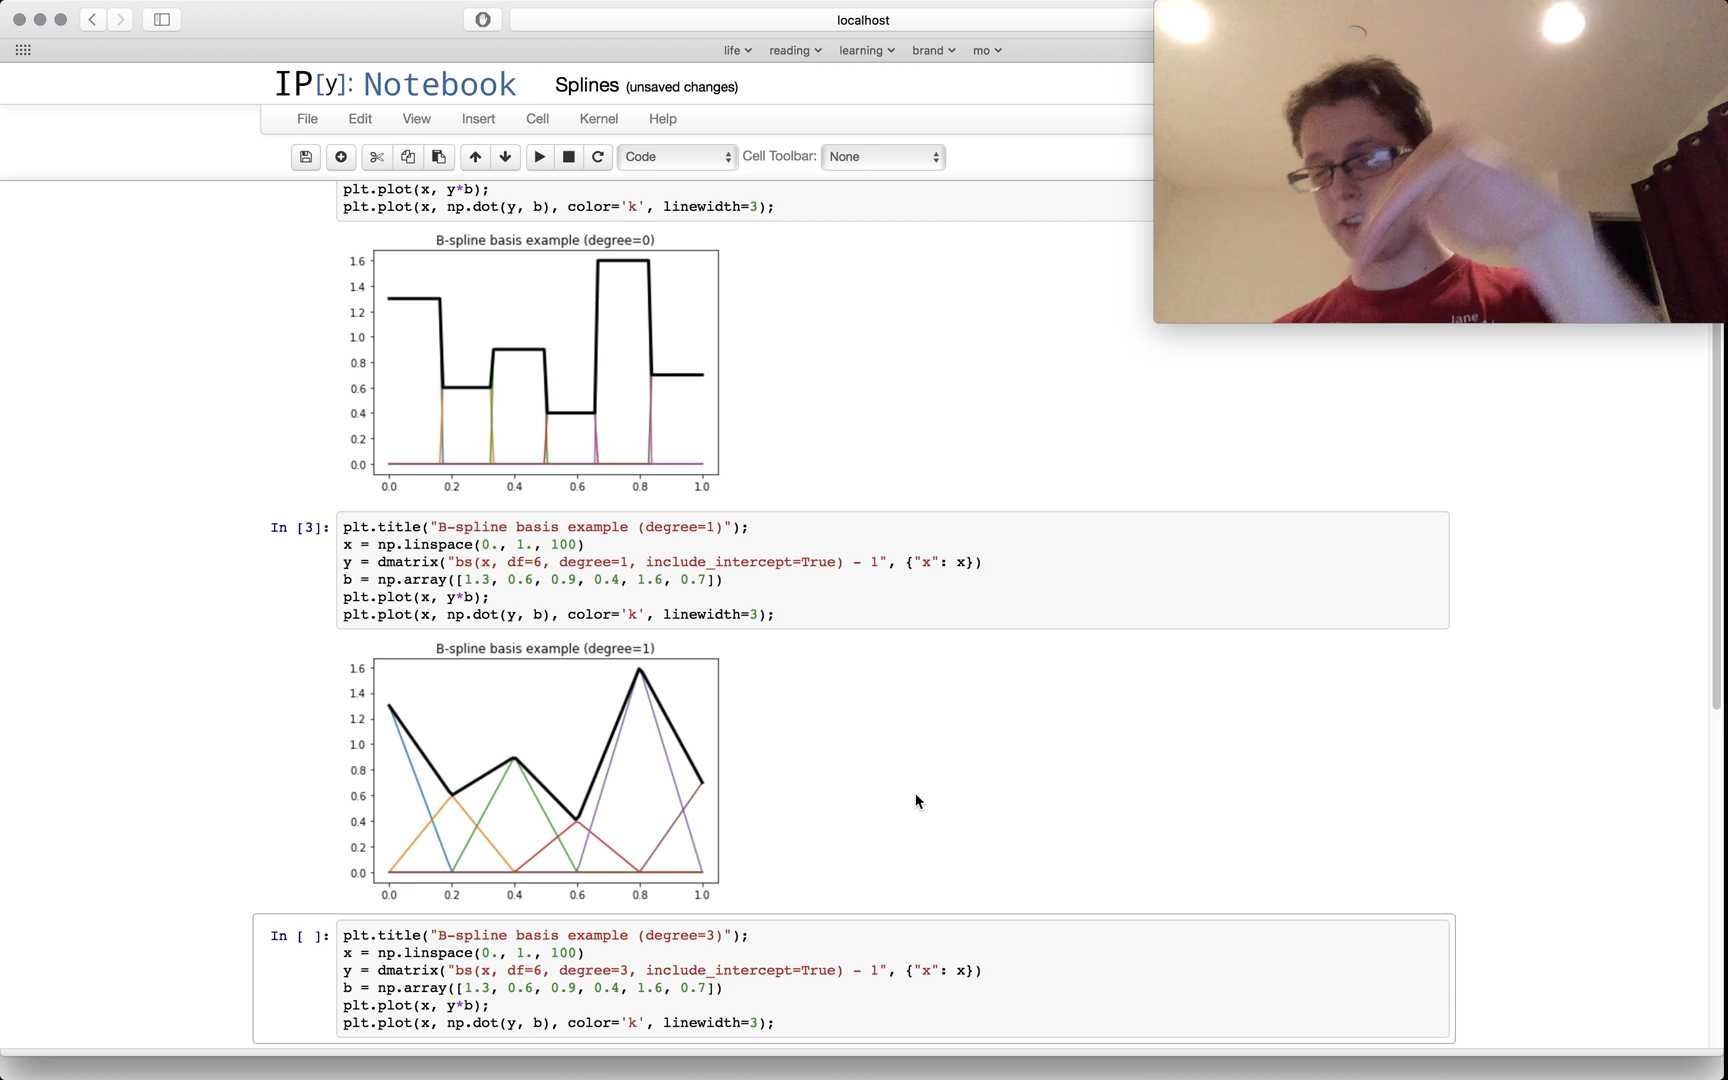 localhost
life reading learning brand mo
IP[y]: Notebook Splines (unsaved changes)
File Edit View Insert Cell Kernel Help
Code Cell Toolbar: None
plt.plot(x, y*b);
plt.plot(x, np.dot(y, b), color='k', linewidth=3);
B-spline basis example (degree=0)
1.6
1.4
1.2
1.0
0.8
0.6
0.4
0.2
0.0
0.0 0.2 0.4 0.6 0.8 1.0
In [3]: plt.title("B-spline basis example (degree=1)");
x = np.linspace(0., 1., 100)
y = dmatrix("bs(x, df=6, degree=1, include_intercept=True) - 1", {"x": x})
b = np.array([1.3, 0.6, 0.9, 0.4, 1.6, 0.7])
plt.plot(x, y*b);
plt.plot(x, np.dot(y, b), color='k', linewidth=3);
B-spline basis example (degree=1)
1.6
1.4
1.2
1.0
0.8
0.6
0.4
0.2
0.0
0.0 0.2 0.4 0.6 0.8 1.0
In [ ]: plt.title("B-spline basis example (degree=3)");
x = np.linspace(0., 1., 100)
y = dmatrix("bs(x, df=6, degree=3, include_intercept=True) - 1", {"x": x})
b = np.array([1.3, 0.6, 0.9, 0.4, 1.6, 0.7])
plt.plot(x, y*b);
plt.plot(x, np.dot(y, b), color='k', linewidth=3);
Jane